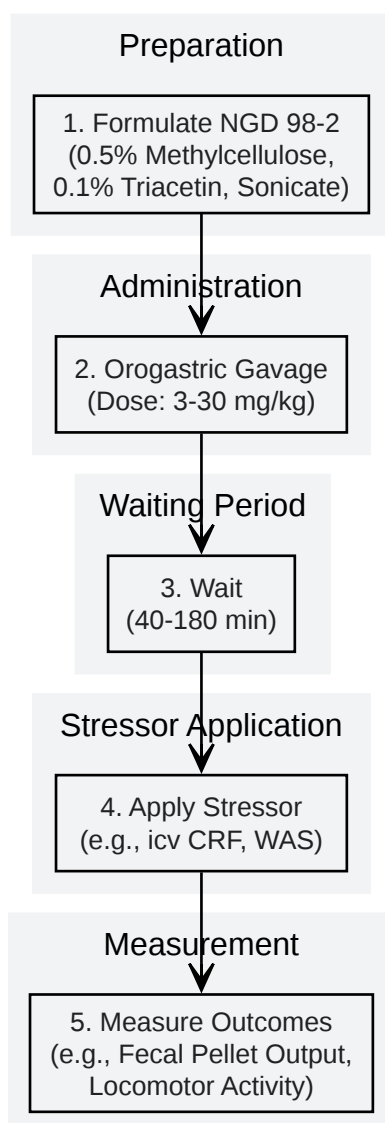 Preparation
1. Formulate NGD 98-2
(0.5% Methylcellulose,
0.1% Triacetin, Sonicate)
Administration
2. Orogastric Gavage
(Dose: 3-30 mg/kg)
Waiting Period
3. Wait
(40-180 min)
Stressor Application
4. Apply Stressor
(e.g., icv CRF, WAS)
Measurement
5. Measure Outcomes
(e.g., Fecal Pellet Output,
Locomotor Activity)